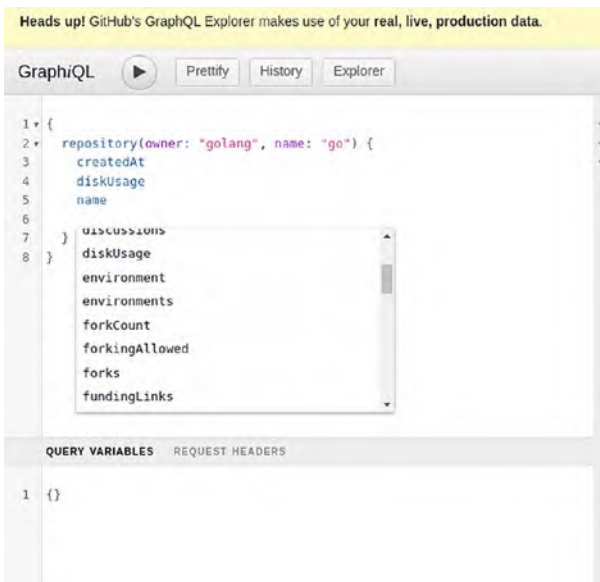 Heads up! GitHub's GraphQL Explorer makes use of your real, live, production data.
GraphiQL Prettify History Explorer
1 {
2 repository(owner: "golang", name: "go") {
3 createdAt
4 diskUsage
5 name
6
7 }
8 }
discussions
diskUsage
environment
environments
forkCount
forkingAllowed
forks
fundingLinks
QUERY VARIABLES REQUEST HEADERS
1 {}